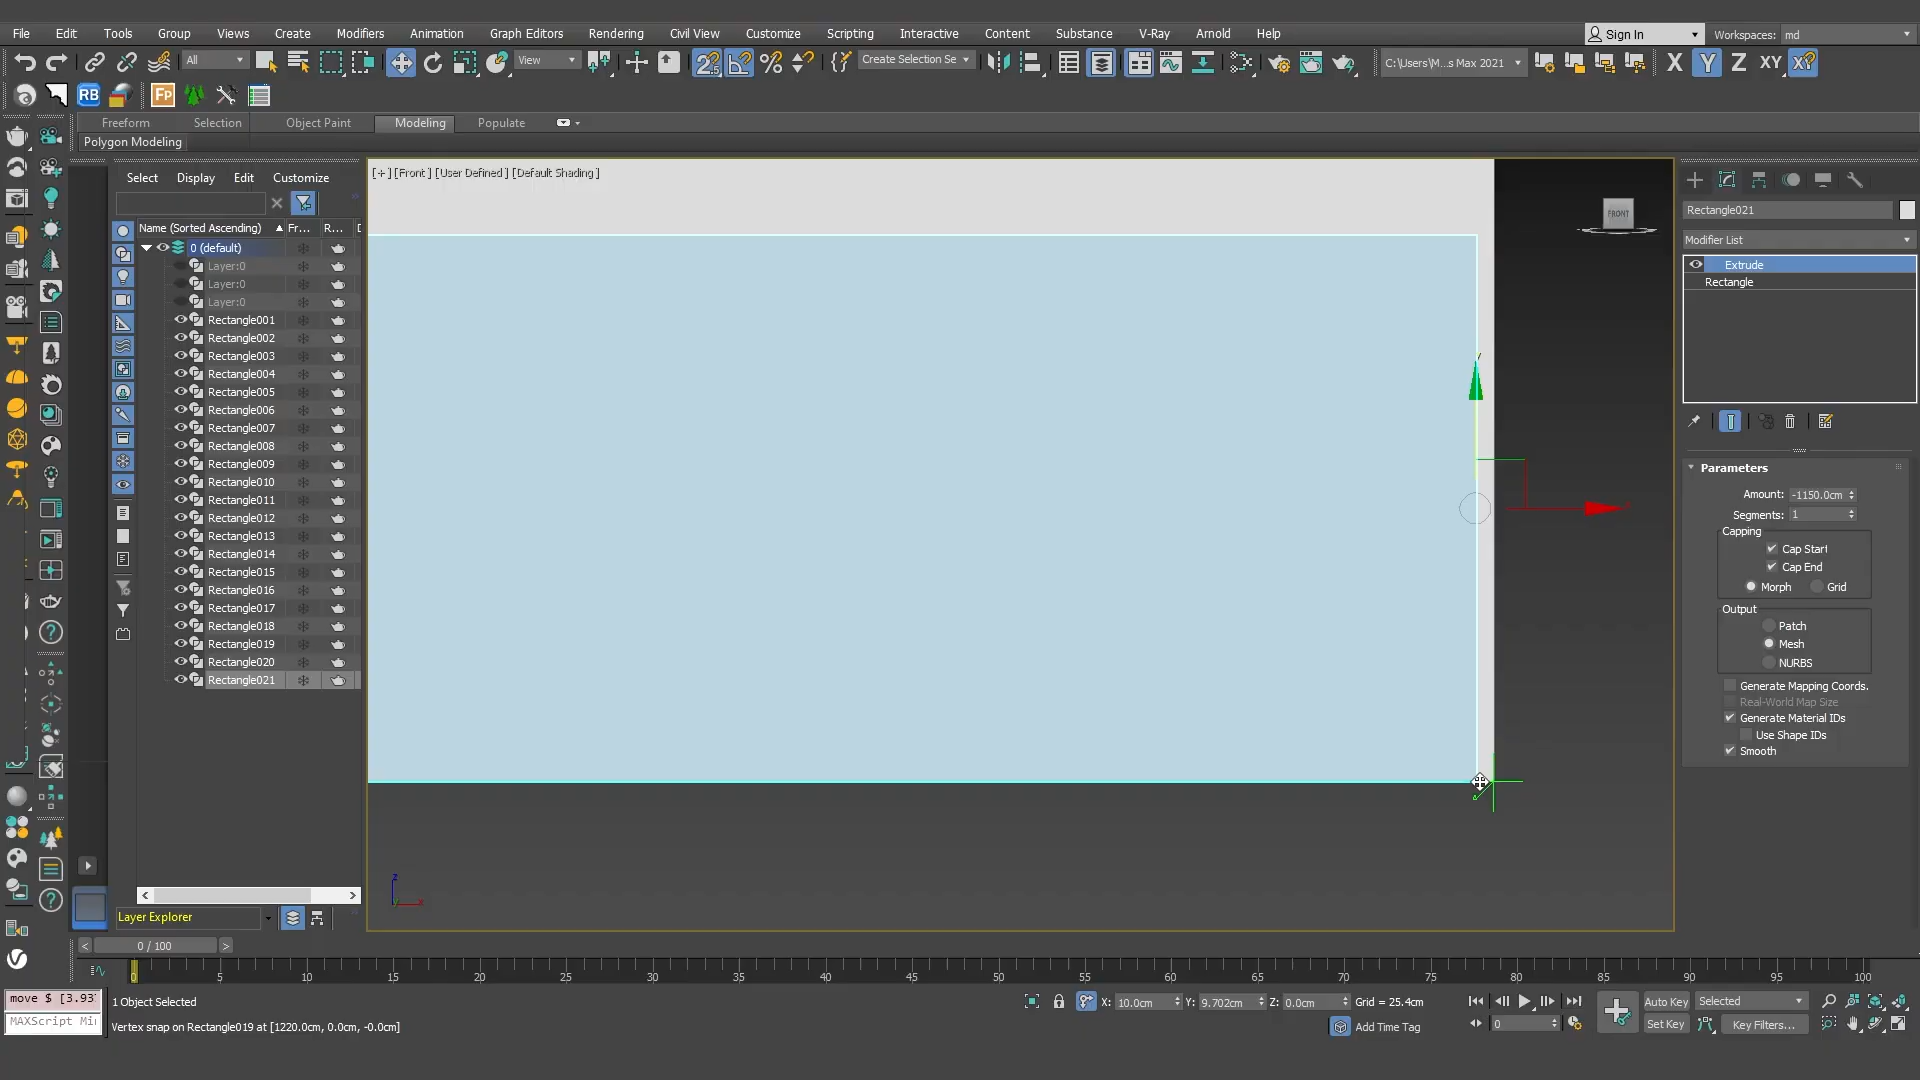 File Edit Tools Group Views Create Modifiers Animation Graph Editors Rendering Civil View Customize Scripting Interactive Content Substance V-Ray Arnold Help
Sign In Workspaces: md
All View Create Selection Se C:\Users\M...s Max 2021 X Y Z XY
RB Fp
Freeform Selection Object Paint Modeling Populate
Polygon Modeling
Select Display Edit Customize
[+] [Front] [User Defined] [Default Shading]
FRONT
Name (Sorted Ascending) Fr... R...
0 (default)
Layer:0
Layer:0
Layer:0
Rectangle001
Rectangle002
Rectangle003
Rectangle004
Rectangle005
Rectangle006
Rectangle007
Rectangle008
Rectangle009
Rectangle010
Rectangle011
Rectangle012
Rectangle013
Rectangle014
Rectangle015
Rectangle016
Rectangle017
Rectangle018
Rectangle019
Rectangle020
Rectangle021
Layer Explorer
Rectangle021
Modifier List
Extrude
Rectangle
Parameters
Amount: -1150.0cm
Segments: 1
Capping
Cap Start
Cap End
Morph Grid
Output
Patch
Mesh
NURBS
Generate Mapping Coords.
Real-World Map Size
Generate Material IDs
Use Shape IDs
Smooth
z
x
< 0 / 100 >
0 5 10 15 20 25 30 35 40 45 50 55 60 65 70 75 80 85 90 95 100
move $ [3.93
1 Object Selected
X: 10.0cm Y: 9.702cm Z: 0.0cm Grid = 25.4cm
Auto Key Selected
MAXScript Mi
Vertex snap on Rectangle019 at [1220.0cm, 0.0cm, -0.0cm]
Add Time Tag
0
Set Key Key Filters...